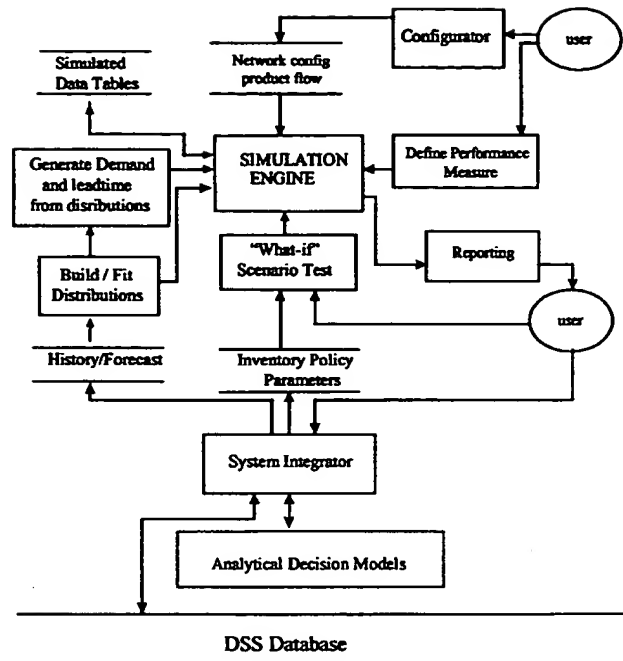 Configurator
user
Simulated
Data Tables
Network config
product flow
Generate Demand
and leadtime
from disributions
SIMULATION
ENGINE
Define Performance
Measure
"What-if"
Scenario Test
Reporting
Build / Fit
Distributions
user
History/Forecast
Inventory Policy
Parameters
System Integrator
Analytical Decision Models
DSS Database